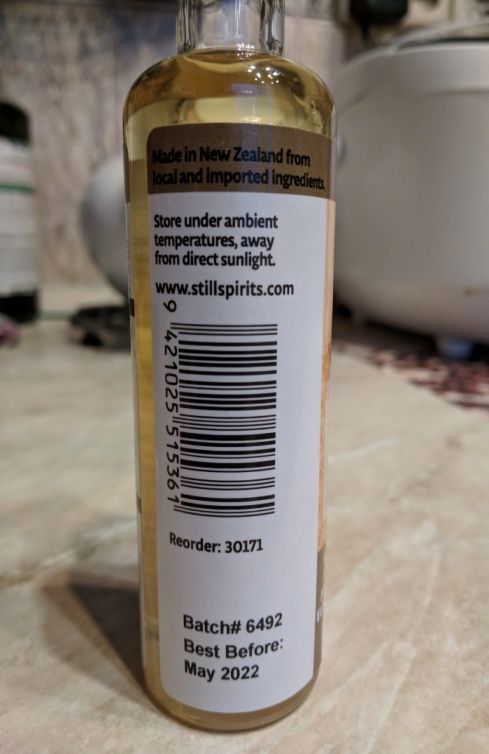 Made in New Zealand from
local and imported ingredients.
Store under ambient
temperatures, away
from direct sunlight.
www.stillspirits.com
9 421025 515361
Reorder: 30171
Batch# 6492
Best Before:
May 2022